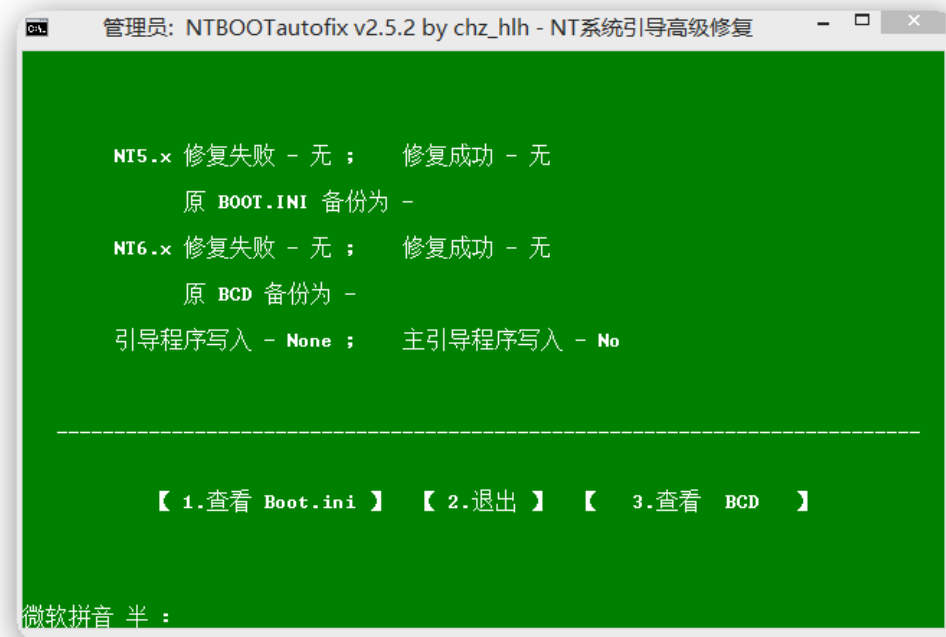 管理员: NTBOOTautofix v2.5.2 by chz_hlh - NT系统引导高级修复
NT5.x 修复失败 - 无 ; 修复成功 - 无
原 BOOT.INI 备份为 -
NT6.x 修复失败 - 无 ; 修复成功 - 无
原 BCD 备份为 -
引导程序写入 - None ; 主引导程序写入 - No
--------------------------------------------------------------------------
【 1.查看 Boot.ini 】 【 2.退出 】 【 3.查看 BCD 】
微软拼音 半 :